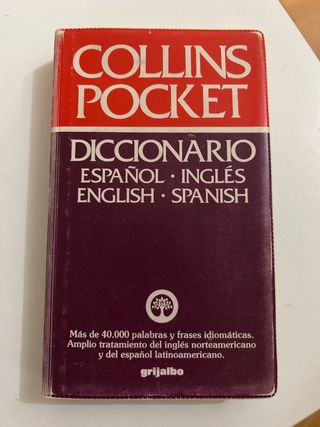 COLLINS
POCKET
DICCIONARIO
ESPAÑOL · INGLÉS
ENGLISH · SPANISH
Más de 40.000 palabras y frases idiomáticas.
Amplio tratamiento del inglés norteamericano
y del español latinoamericano.
grijalbo